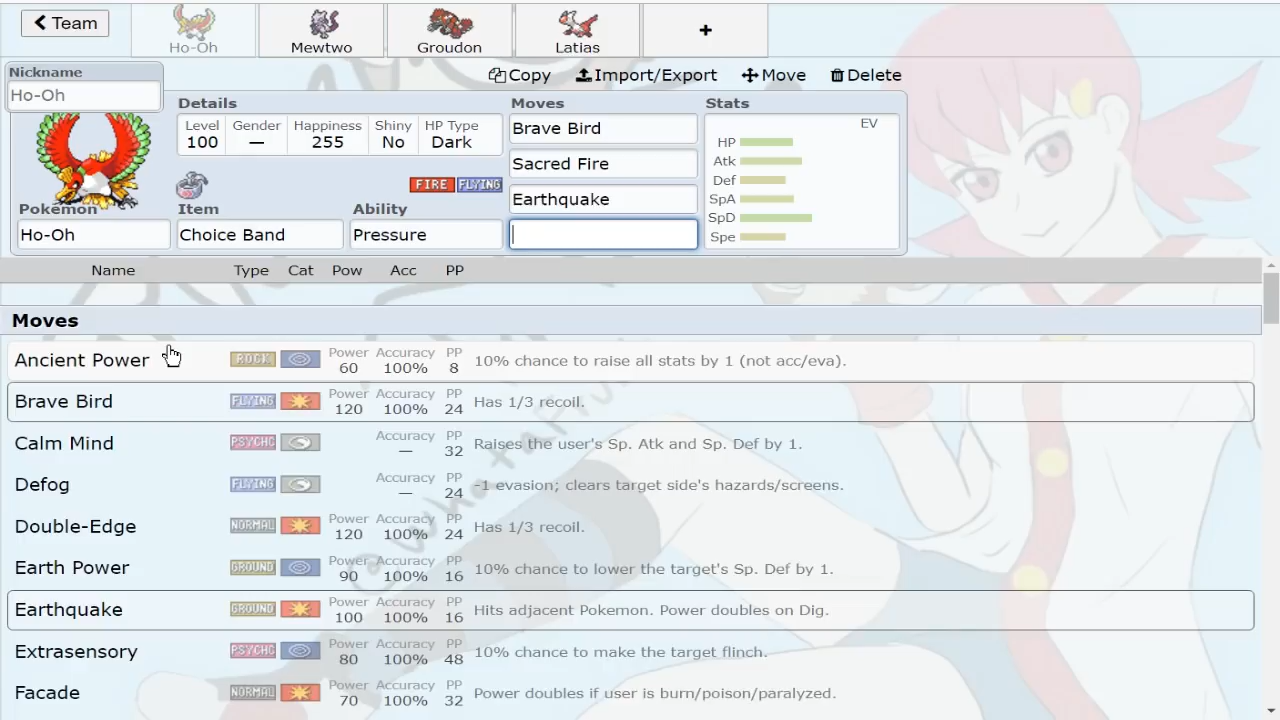 Team
Ho-Oh
Mewtwo
Groudon
Latias
+
Copy
Import/Export
Move
Delete
Nickname
Ho-Oh
Details
Level
100
Gender
—
Happiness
255
Shiny
No
HP Type
Dark
FIRE FLYING
Pokémon
Ho-Oh
Item
Choice Band
Ability
Pressure
Moves
Brave Bird
Sacred Fire
Earthquake
Stats
EV
HP
Atk
Def
SpA
SpD
Spe
Name Type Cat Pow Acc PP
Moves
Ancient Power ROCK Power 60 Accuracy 100% PP 8 10% chance to raise all stats by 1 (not acc/eva).
Brave Bird FLYING Power 120 Accuracy 100% PP 24 Has 1/3 recoil.
Calm Mind PSYCHC Accuracy — PP 32 Raises the user's Sp. Atk and Sp. Def by 1.
Defog FLYING Accuracy — PP 24 -1 evasion; clears target side's hazards/screens.
Double-Edge NORMAL Power 120 Accuracy 100% PP 24 Has 1/3 recoil.
Earth Power GROUND Power 90 Accuracy 100% PP 16 10% chance to lower the target's Sp. Def by 1.
Earthquake GROUND Power 100 Accuracy 100% PP 16 Hits adjacent Pokemon. Power doubles on Dig.
Extrasensory PSYCHC Power 80 Accuracy 100% PP 48 10% chance to make the target flinch.
Facade NORMAL Power 70 Accuracy 100% PP 32 Power doubles if user is burn/poison/paralyzed.